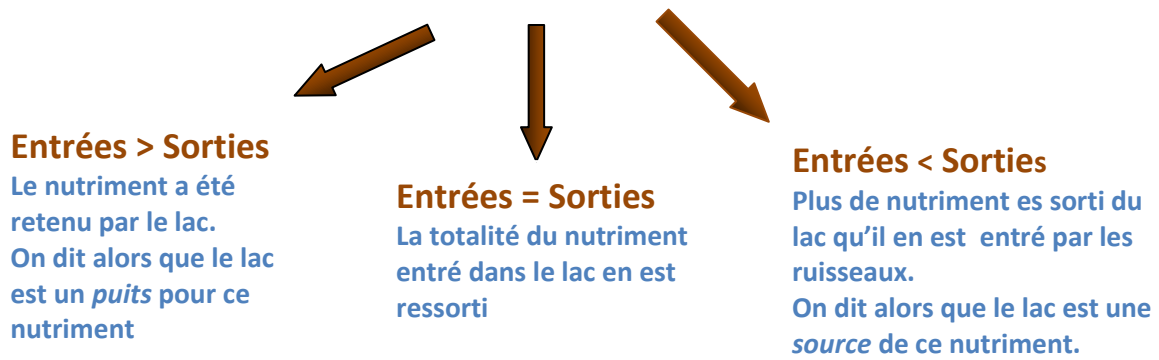 Entrées > Sorties
Le nutriment a été
retenu par le lac.
On dit alors que le lac
est un puits pour ce
nutriment
Entrées = Sorties
La totalité du nutriment
entré dans le lac en est
ressorti
Entrées < Sorties
Plus de nutriment es sorti du
lac qu’il en est entré par les
ruisseaux.
On dit alors que le lac est une
source de ce nutriment.